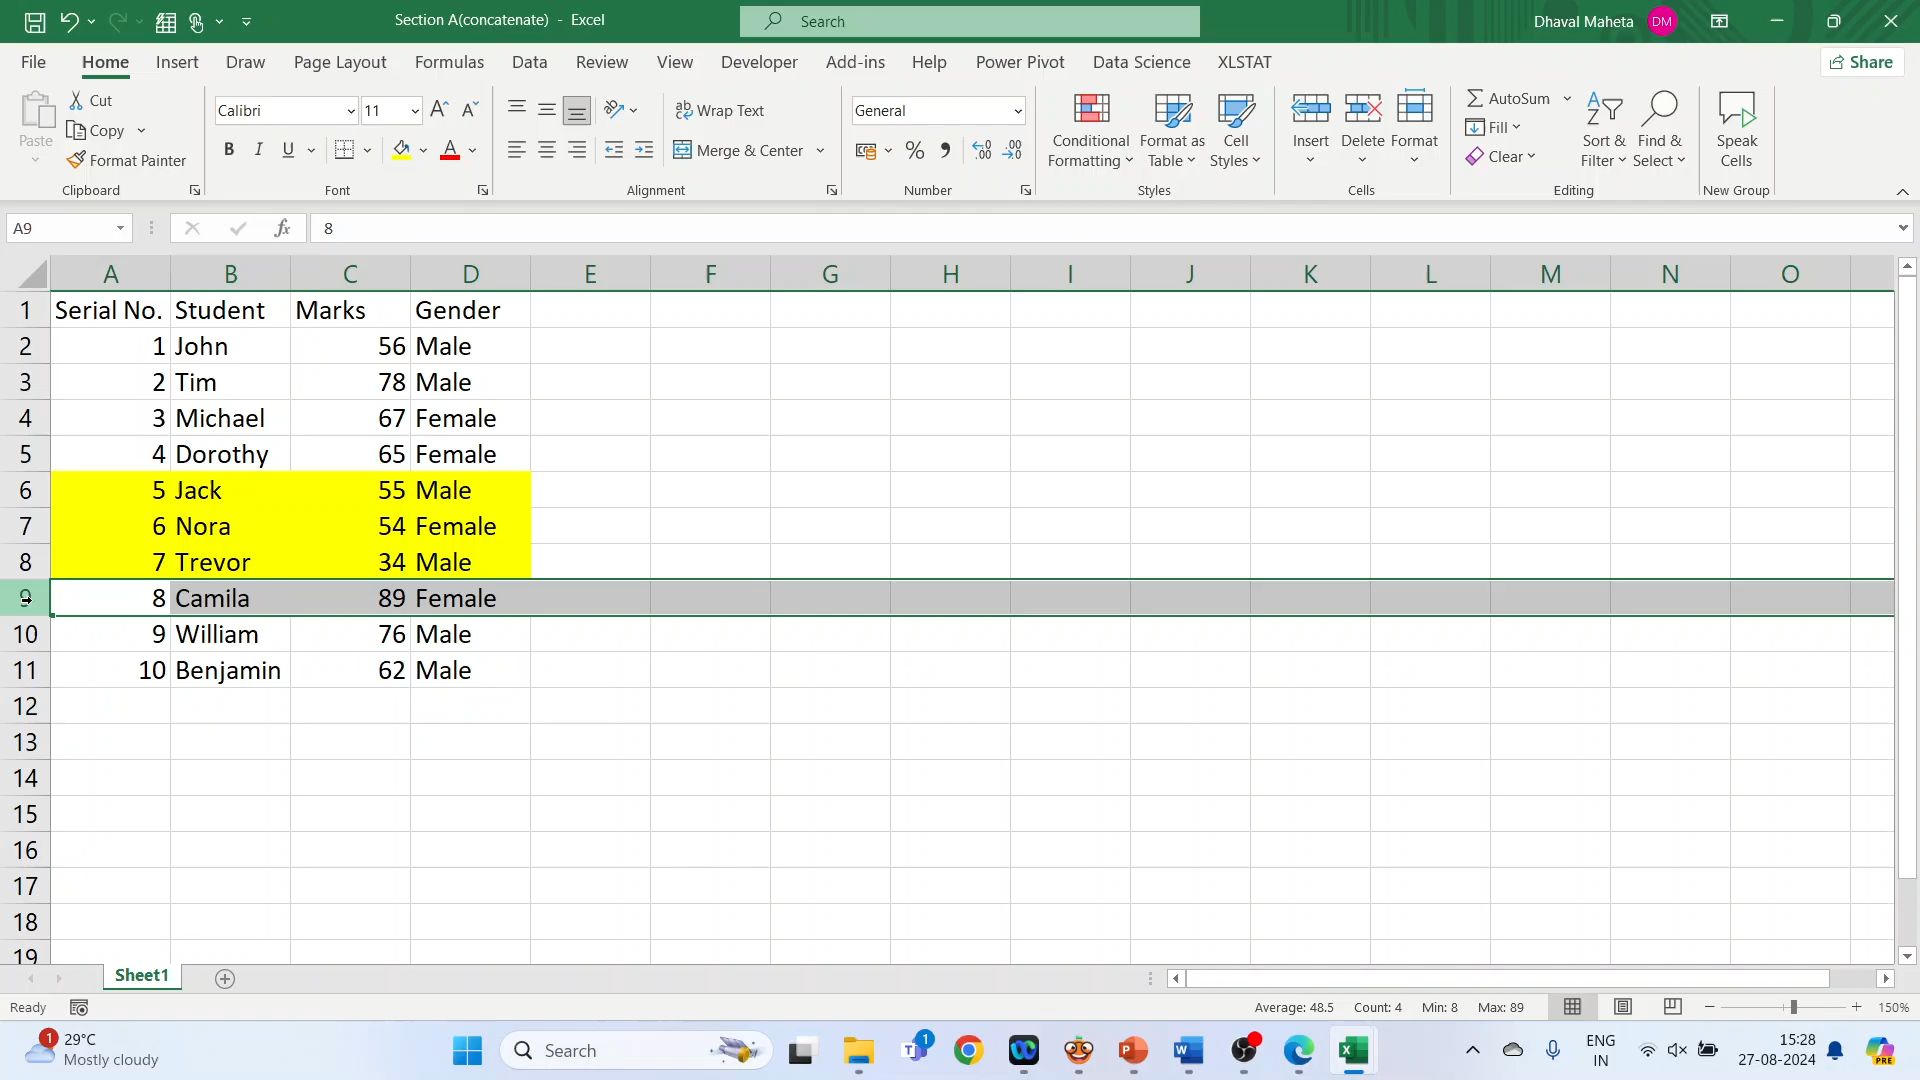 Section A(concatenate) - Excel
Search
Dhaval Maheta DM
File Home Insert Draw Page Layout Formulas Data Review View Developer Add-ins Help Power Pivot Data Science XLSTAT Share
Paste
Cut
Copy
Format Painter
Clipboard
Calibri 11
B I U A
Font
Wrap Text
Merge & Center
Alignment
General
% , .00
Number
Conditional Formatting
Format as Table
Cell Styles
Styles
Insert Delete Format
Cells
AutoSum
Fill
Clear
Sort & Filter
Find & Select
Editing
Speak Cells
New Group
A9 fx 8
A B C D E F G H I J K L M N O
1 Serial No. Student Marks Gender
2 1 John 56 Male
3 2 Tim 78 Male
4 3 Michael 67 Female
5 4 Dorothy 65 Female
6 5 Jack 55 Male
7 6 Nora 54 Female
8 7 Trevor 34 Male
9 8 Camila 89 Female
10 9 William 76 Male
11 10 Benjamin 62 Male
12
13
14
15
16
17
18
19
Sheet1
Ready Average: 48.5 Count: 4 Min: 8 Max: 89 150%
1 29°C
Mostly cloudy
Search
1
ENG
IN
15:28
27-08-2024
PRE